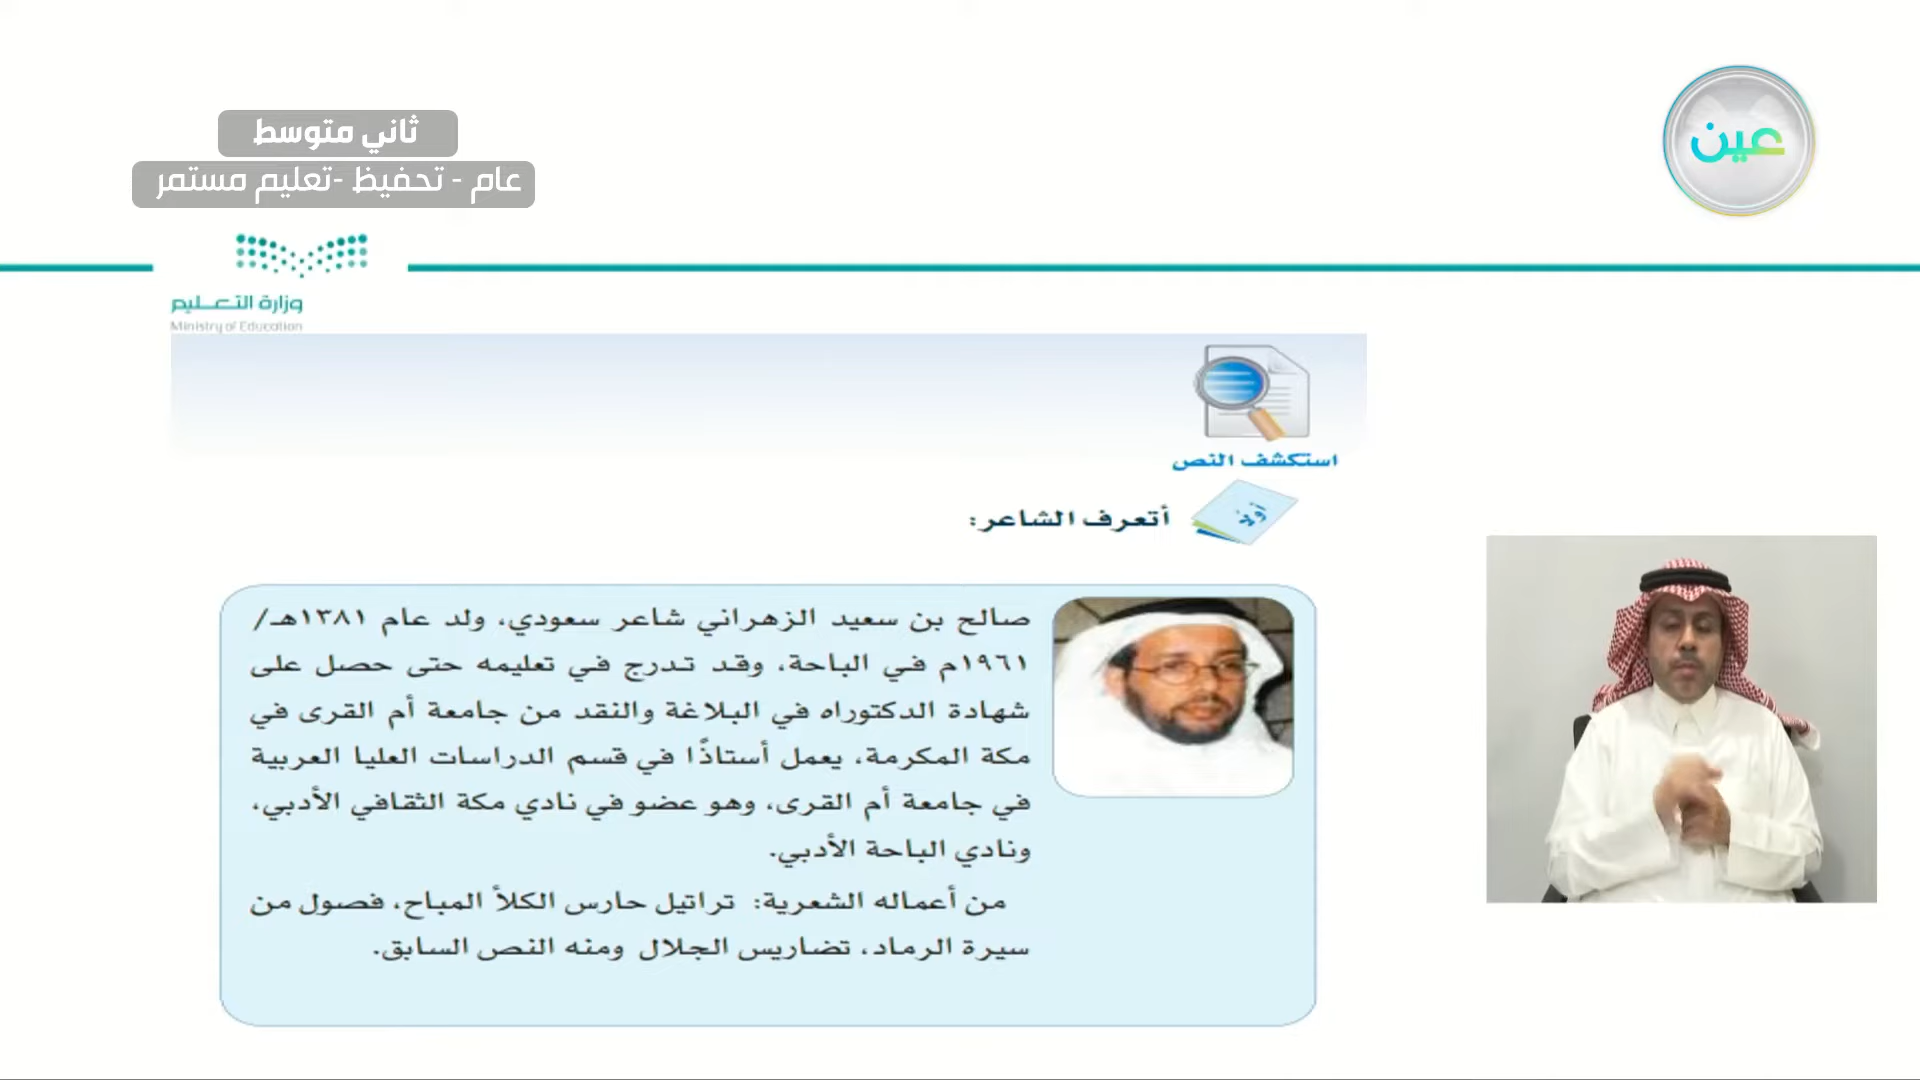 ثاني متوسط
عام - تحفيظ -تعليم مستمر
عين
وزارة التعـــليم
Ministry of Education
استكشف النص
أولًا
أتعرف الشاعر:
صالح بن سعيد الزهراني شاعر سعودي، ولد عام ١٣٨١هـ/
١٩٦١م في الباحة، وقد تدرج في تعليمه حتى حصل على
شهادة الدكتوراه في البلاغة والنقد من جامعة أم القرى في
مكة المكرمة، يعمل أستاذًا في قسم الدراسات العليا العربية
في جامعة أم القرى، وهو عضو في نادي مكة الثقافي الأدبي،
ونادي الباحة الأدبي.
من أعماله الشعرية: تراتيل حارس الكلأ المباح، فصول من
سيرة الرماد، تضاريس الجلال ومنه النص السابق.